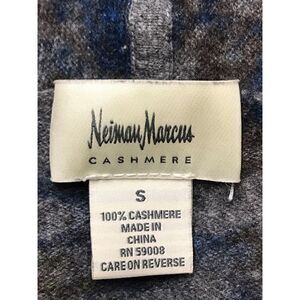 Neiman Marcus
CASHMERE
S
100% CASHMERE
MADE IN
CHINA
RN 59008
CARE ON REVERSE